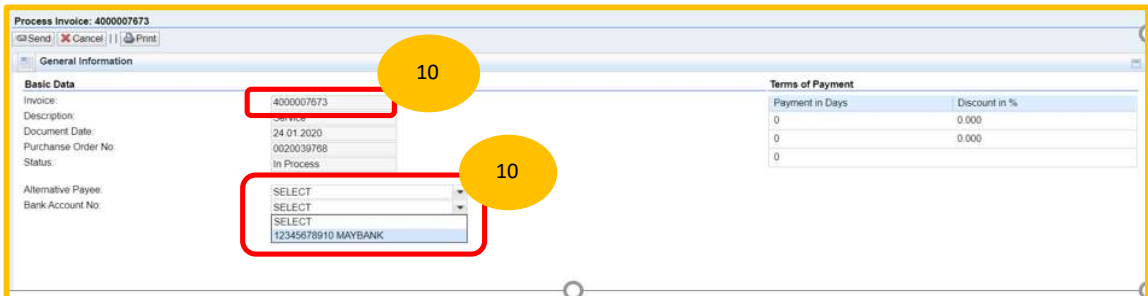 Process Invoice: 4000007673
Send Cancel | | Print
General Information
10
Basic Data
Invoice: 4000007673
Description: Service
Document Date: 24.01.2020
Purchanse Order No: 0020039768
Status: In Process
10
Alternative Payee: SELECT
Bank Account No: SELECT
SELECT
12345678910 MAYBANK
Terms of Payment
Payment in Days Discount in %
0 0.000
0 0.000
0